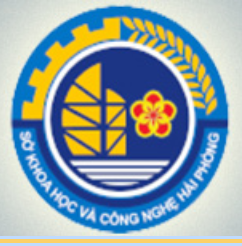 SỞ KHOA HỌC VÀ CÔNG NGHỆ HẢI PHÒNG